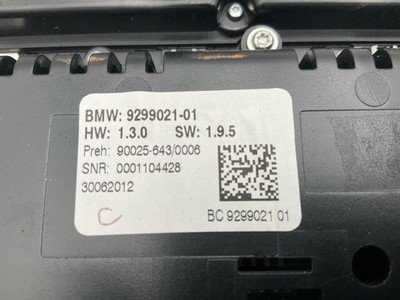 BMW: 9299021-01
HW: 1.3.0 SW: 1.9.5
Preh: 90025-643/0006
SNR: 0001104428
30062012
C
BC 9299021 01